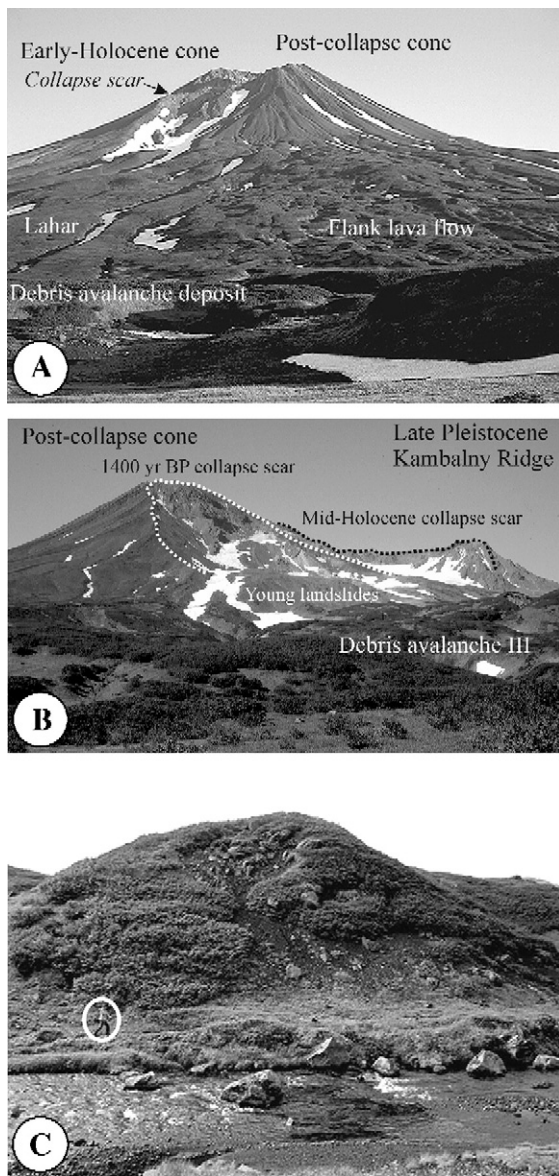 Early-Holocene cone
Post-collapse cone
Collapse scar
Lahar
Flank lava flow
Debris avalanche deposit
A
Post-collapse cone
Late Pleistocene
Kambalny Ridge
1400 yr BP collapse scar
Mid-Holocene collapse scar
Young landslides
Debris avalanche III
B
C